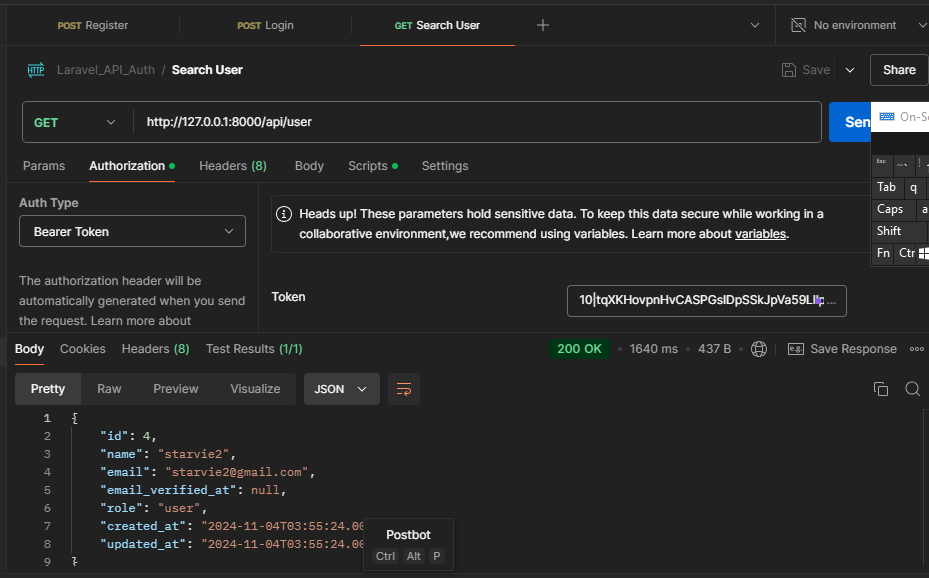 POST Register POST Login GET Search User No environment
HTTP Laravel_API_Auth / Search User Save Share
GET http://127.0.0.1:8000/api/user
Params Authorization Headers (8) Body Scripts Settings
Auth Type
Bearer Token
The authorization header will be
automatically generated when you send
the request. Learn more about
Heads up! These parameters hold sensitive data. To keep this data secure while working in a
collaborative environment,we recommend using variables. Learn more about variables.
Token
esc
Tab q
Caps a
Shift
Fn Ctr
Body Cookies Headers (8) Test Results (1/1) 200 OK 1640 ms 437 B e.g. Save Response
Pretty Raw Preview Visualize JSON
1 {
2 "id": 4,
3 "name": "starvie2",
4 "email": "starvie2@gmail.com",
5 "email_verified_at": null,
6 "role": "user",
7 "created_at": "2024-11-04T03:55:24.00
8 "updated_at": "2024-11-04T03:55:24.00
9 }
Postbot
Ctrl Alt P